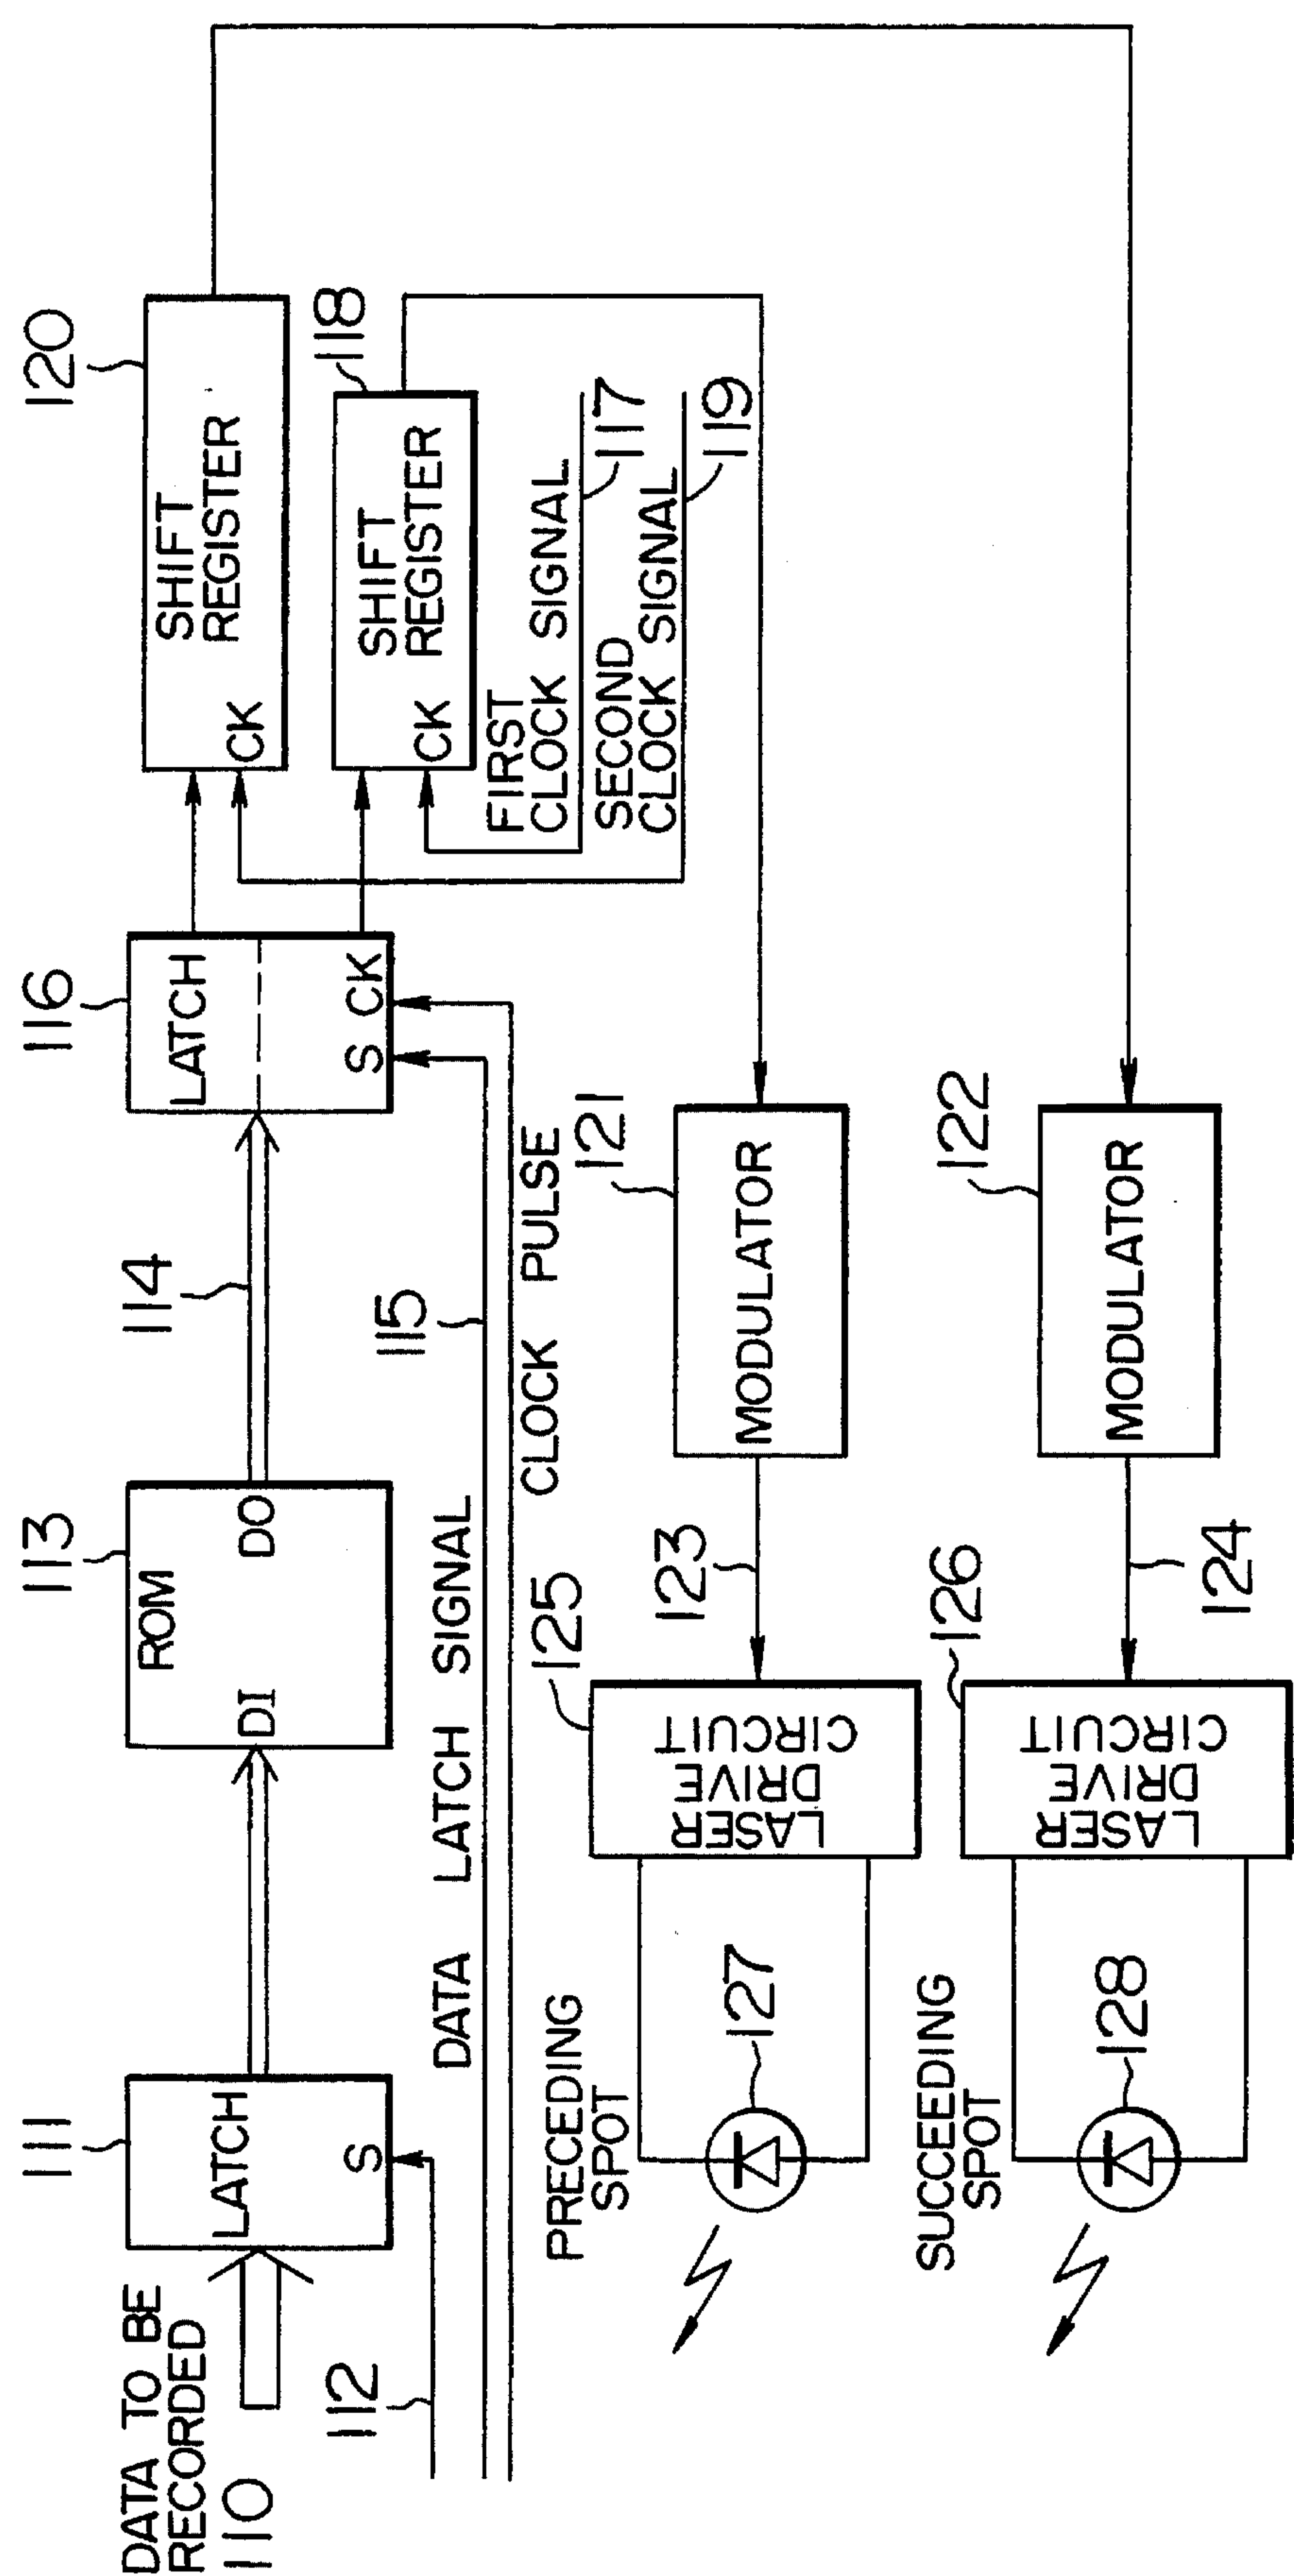 DATA TO BE
RECORDED
110
111
LATCH
S
112
113
ROM
DI
DO
114
DATA LATCH SIGNAL
115
CLOCK PULSE
116
LATCH
S
CK
120
SHIFT
REGISTER
CK
118
SHIFT
REGISTER
CK
FIRST
CLOCK SIGNAL
117
SECOND
CLOCK SIGNAL
119
PRECEDING
SPOT
127
125
LASER
DRIVE
CIRCUIT
123
121
MODULATOR
SUCCEEDING
SPOT
128
126
LASER
DRIVE
CIRCUIT
124
122
MODULATOR